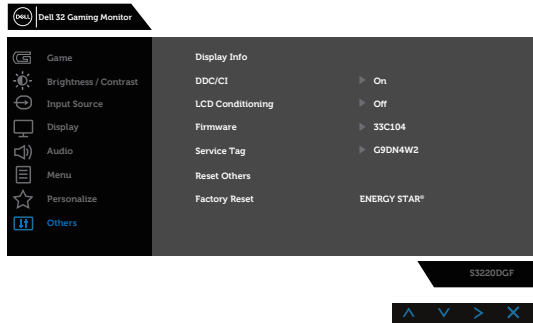 DELL Dell 32 Gaming Monitor
Game Display Info
Brightness / Contrast DDC/CI On
Input Source LCD Conditioning Off
Display Firmware 33C104
Audio Service Tag G9DN4W2
Menu Reset Others
Personalize Factory Reset ENERGY STAR®
Others
S3220DGF